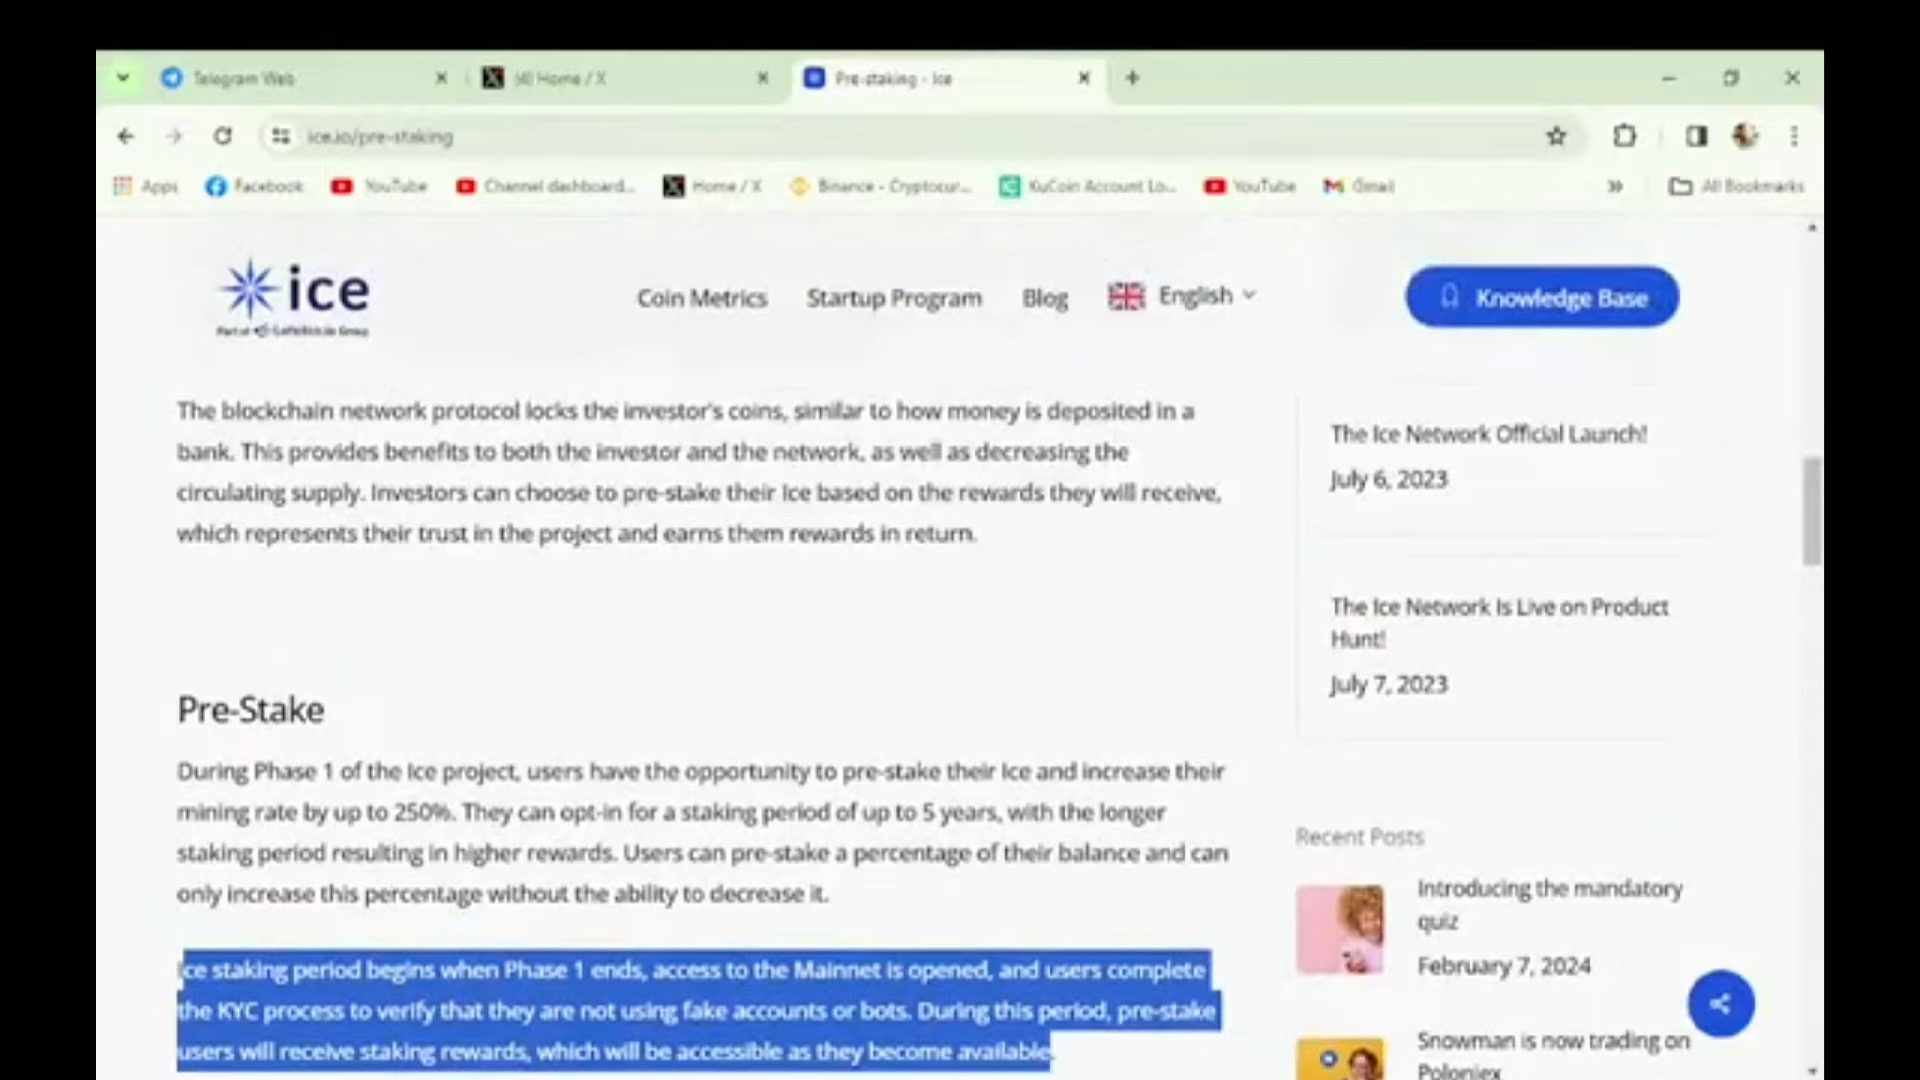 Telegram Web
Home / X
Pre-staking - Ice
ice.io/pre-staking
Apps
Facebook
YouTube
Channel dashboard...
Home / X
Binance - Cryptocur...
KuCoin Account Lo...
YouTube
Gmail
All Bookmarks
ice
Coin Metrics
Startup Program
Blog
English
Knowledge Base
The blockchain network protocol locks the investor's coins, similar to how money is deposited in a
bank. This provides benefits to both the investor and the network, as well as decreasing the
circulating supply. Investors can choose to pre-stake their Ice based on the rewards they will receive,
which represents their trust in the project and earns them rewards in return.
Pre-Stake
During Phase 1 of the Ice project, users have the opportunity to pre-stake their Ice and increase their
mining rate by up to 250%. They can opt-in for a staking period of up to 5 years, with the longer
staking period resulting in higher rewards. Users can pre-stake a percentage of their balance and can
only increase this percentage without the ability to decrease it.
Ice staking period begins when Phase 1 ends, access to the Mainnet is opened, and users complete
the KYC process to verify that they are not using fake accounts or bots. During this period, pre-stake
users will receive staking rewards, which will be accessible as they become available.
The Ice Network Official Launch!
July 6, 2023
The Ice Network Is Live on Product
Hunt!
July 7, 2023
Recent Posts
Introducing the mandatory
quiz
February 7, 2024
Snowman is now trading on
Poloniex